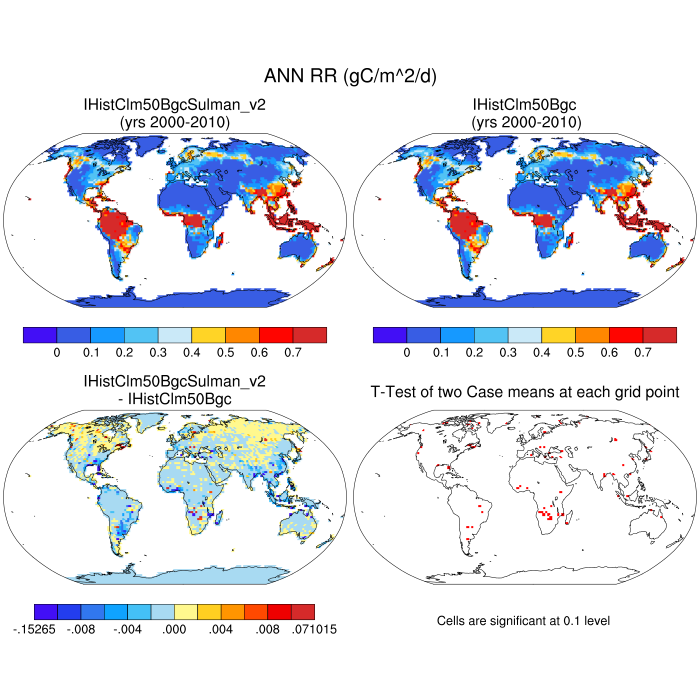 ANN RR (gC/m^2/d)
IHistClm50BgcSulman_v2
(yrs 2000-2010)
IHistClm50Bgc
(yrs 2000-2010)
0 0.1 0.2 0.3 0.4 0.5 0.6 0.7
0 0.1 0.2 0.3 0.4 0.5 0.6 0.7
IHistClm50BgcSulman_v2
- IHistClm50Bgc
T-Test of two Case means at each grid point
-.15265 -.008 -.004 .000 .004 .008 .071015
Cells are significant at 0.1 level